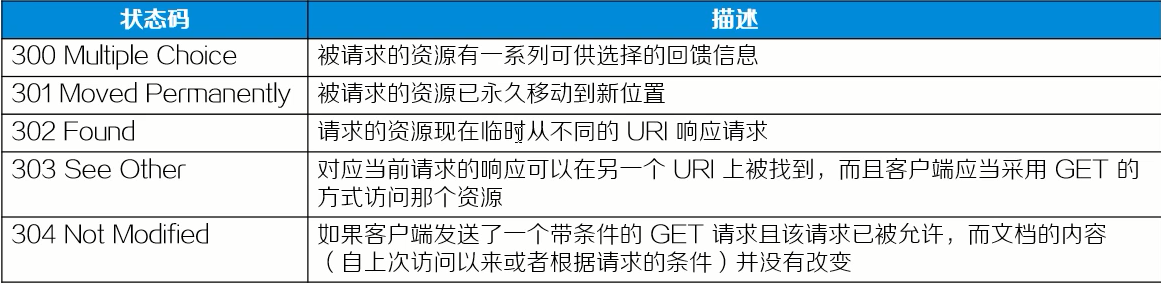 状态码 描述
300 Multiple Choice 被请求的资源有一系列可供选择的回馈信息
301 Moved Permanently 被请求的资源已永久移动到新位置
302 Found 请求的资源现在临时从不同的 URI 响应请求
303 See Other 对应当前请求的响应可以在另一个 URI 上被找到，而且客户端应当采用 GET 的
方式访问那个资源
304 Not Modified 如果客户端发送了一个带条件的 GET 请求且该请求已被允许，而文档的内容
（自上次访问以来或者根据请求的条件）并没有改变